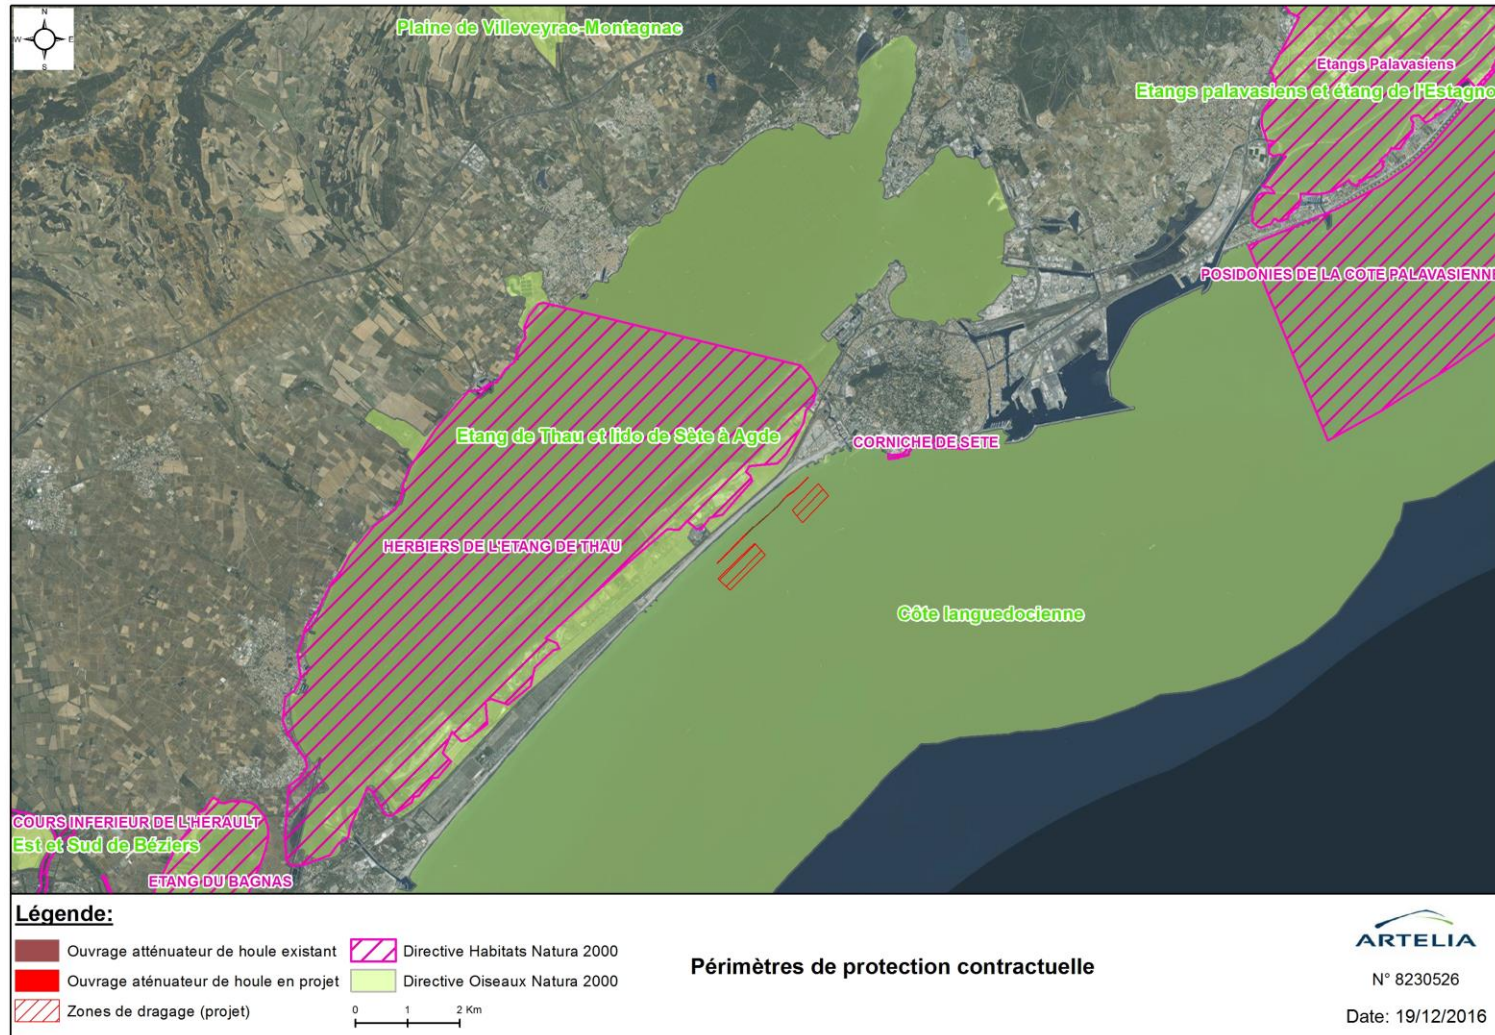 N
W
E
S
Plaine de Villeveyrac-Montagnac
Etangs Palavasiens
Etangs palavasiens et étang de l'Estagno
POSIDONIES DE LA COTE PALAVASIENNE
Etang de Thau et lido de Sète à Agde
CORNICHE DE SETE
HERBIERS DE L'ETANG DE THAU
Côte languedocienne
COURS INFERIEUR DE L'HERAULT
Est et Sud de Béziers
ETANG DU BAGNAS
Légende:
Ouvrage atténuateur de houle existant
Ouvrage aténuateur de houle en projet
Zones de dragage (projet)
Directive Habitats Natura 2000
Directive Oiseaux Natura 2000
0 1 2 Km
Périmètres de protection contractuelle
ARTELIA
N° 8230526
Date: 19/12/2016